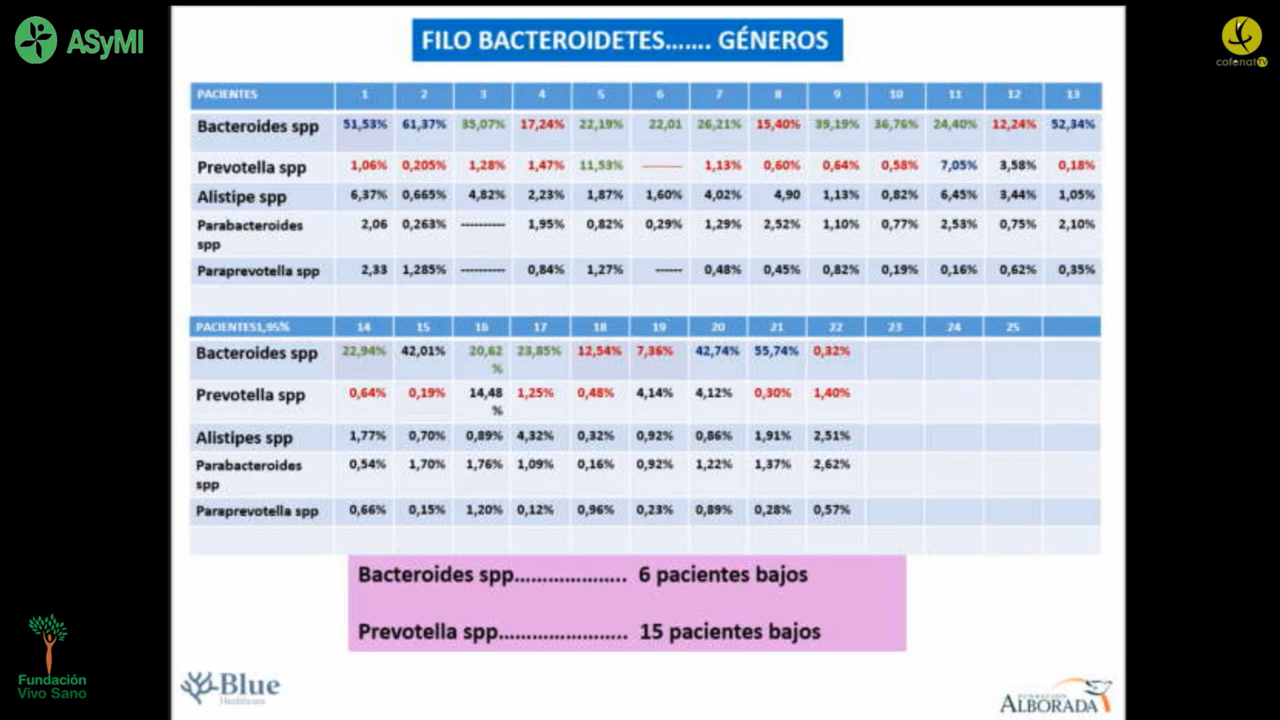 ASyMI
cofenat TV
FILO BACTEROIDETES....... GÉNEROS
PACIENTES 1 2 3 4 5 6 7 8 9 10 11 12 13
Bacteroides spp 51,53% 61,37% 35,07% 17,24% 22,19% 22,01 26,21% 15,40% 39,19% 36,76% 24,40% 12,24% 52,34%
Prevotella spp 1,06% 0,205% 1,28% 1,47% 11,53% ------- 1,13% 0,60% 0,64% 0,58% 7,05% 3,58% 0,18%
Alistipe spp 6,37% 0,665% 4,82% 2,23% 1,87% 1,60% 4,02% 4,90 1,13% 0,82% 6,45% 3,44% 1,05%
Parabacteroides 2,06 0,263% ---------- 1,95% 0,82% 0,29% 1,29% 2,52% 1,10% 0,77% 2,53% 0,75% 2,10%
spp
Paraprevotella spp 2,33 1,285% ---------- 0,84% 1,27% ------ 0,48% 0,45% 0,82% 0,19% 0,16% 0,62% 0,35%
PACIENTES1,95% 14 15 16 17 18 19 20 21 22 23 24 25
Bacteroides spp 22,94% 42,01% 20,62 23,85% 12,54% 7,36% 42,74% 55,74% 0,32%
%
Prevotella spp 0,64% 0,19% 14,48 1,25% 0,48% 4,14% 4,12% 0,30% 1,40%
%
Alistipes spp 1,77% 0,70% 0,89% 4,32% 0,32% 0,92% 0,86% 1,91% 2,51%
Parabacteroides 0,54% 1,70% 1,76% 1,09% 0,16% 0,92% 1,22% 1,37% 2,62%
spp
Paraprevotella spp 0,66% 0,15% 1,20% 0,12% 0,96% 0,23% 0,89% 0,28% 0,57%
Bacteroides spp.................... 6 pacientes bajos
Prevotella spp....................... 15 pacientes bajos
Fundación
Vivo Sano
Blue
Healthcare
FUNDACIÓN
ALBORADA